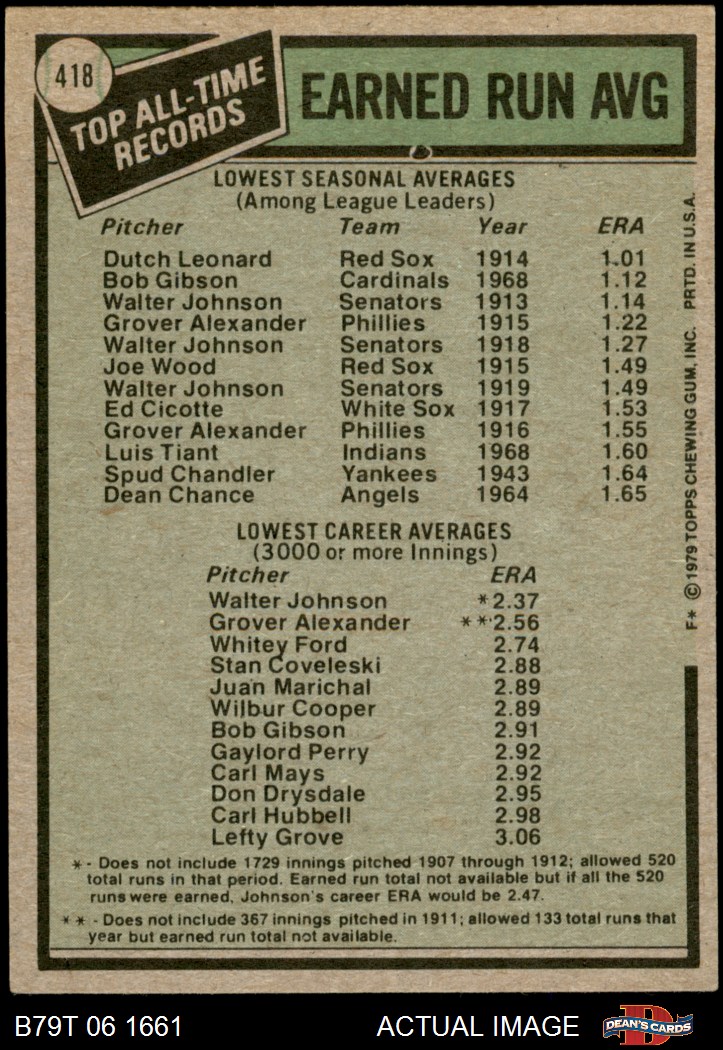 418
TOP ALL-TIME
RECORDS
EARNED RUN AVG
LOWEST SEASONAL AVERAGES
(Among League Leaders)
Pitcher Team Year ERA
Dutch Leonard Red Sox 1914 1.01
Bob Gibson Cardinals 1968 1.12
Walter Johnson Senators 1913 1.14
Grover Alexander Phillies 1915 1.22
Walter Johnson Senators 1918 1.27
Joe Wood Red Sox 1915 1.49
Walter Johnson Senators 1919 1.49
Ed Cicotte White Sox 1917 1.53
Grover Alexander Phillies 1916 1.55
Luis Tiant Indians 1968 1.60
Spud Chandler Yankees 1943 1.64
Dean Chance Angels 1964 1.65
LOWEST CAREER AVERAGES
(3000 or more Innings)
Pitcher ERA
Walter Johnson *2.37
Grover Alexander **2.56
Whitey Ford 2.74
Stan Coveleski 2.88
Juan Marichal 2.89
Wilbur Cooper 2.89
Bob Gibson 2.91
Gaylord Perry 2.92
Carl Mays 2.92
Don Drysdale 2.95
Carl Hubbell 2.98
Lefty Grove 3.06
* - Does not include 1729 innings pitched 1907 through 1912; allowed 520
total runs in that period. Earned run total not available but if all the 520
runs were earned, Johnson's career ERA would be 2.47.
* * - Does not include 367 innings pitched in 1911; allowed 133 total runs that
year but earned run total not available.
F* © 1979 TOPPS CHEWING GUM, INC. PRTD. IN U.S.A.
B79T 06 1661 ACTUAL IMAGE
D
DEAN'S CARDS